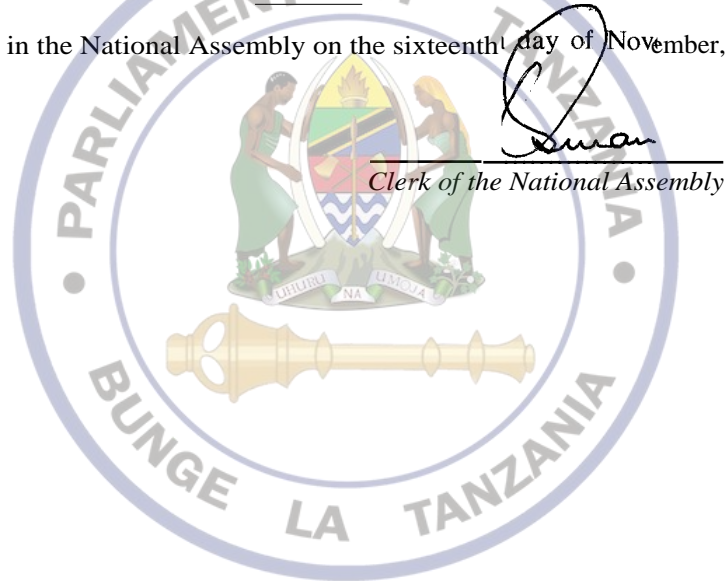 PARLIAMENT OF TANZANIA
in the National Assembly on the sixteenth day of November,
Clerk of the National Assembly
UHURU NA UMOJA
BUNGE LA TANZANIA